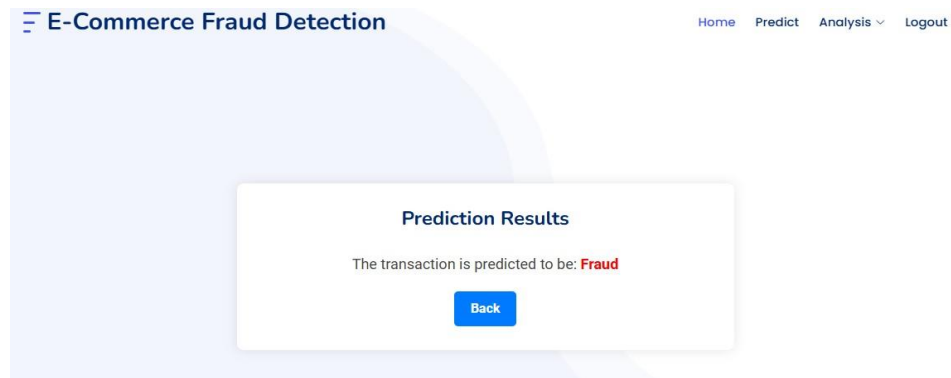 E-Commerce Fraud Detection
Home Predict Analysis Logout
Prediction Results
The transaction is predicted to be: Fraud
Back